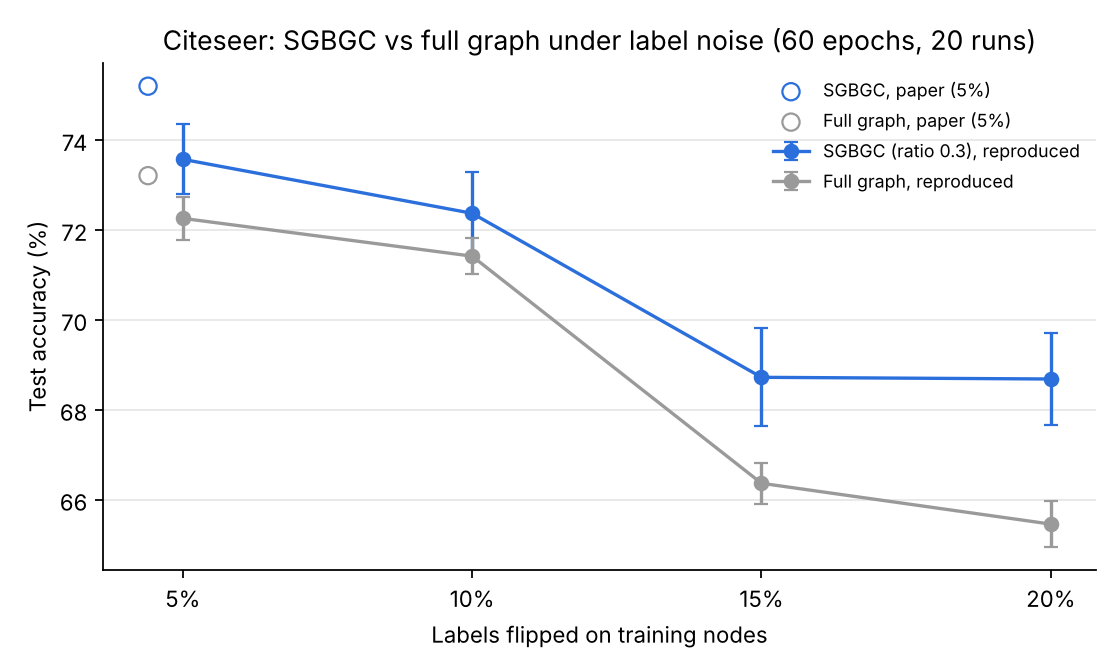 Citeseer: SGBGC vs full graph under label noise (60 epochs, 20 runs)
SGBGC, paper (5%)
Full graph, paper (5%)
SGBGC (ratio 0.3), reproduced
Full graph, reproduced
Test accuracy (%)
74
72
70
68
66
5%
10%
15%
20%
Labels flipped on training nodes